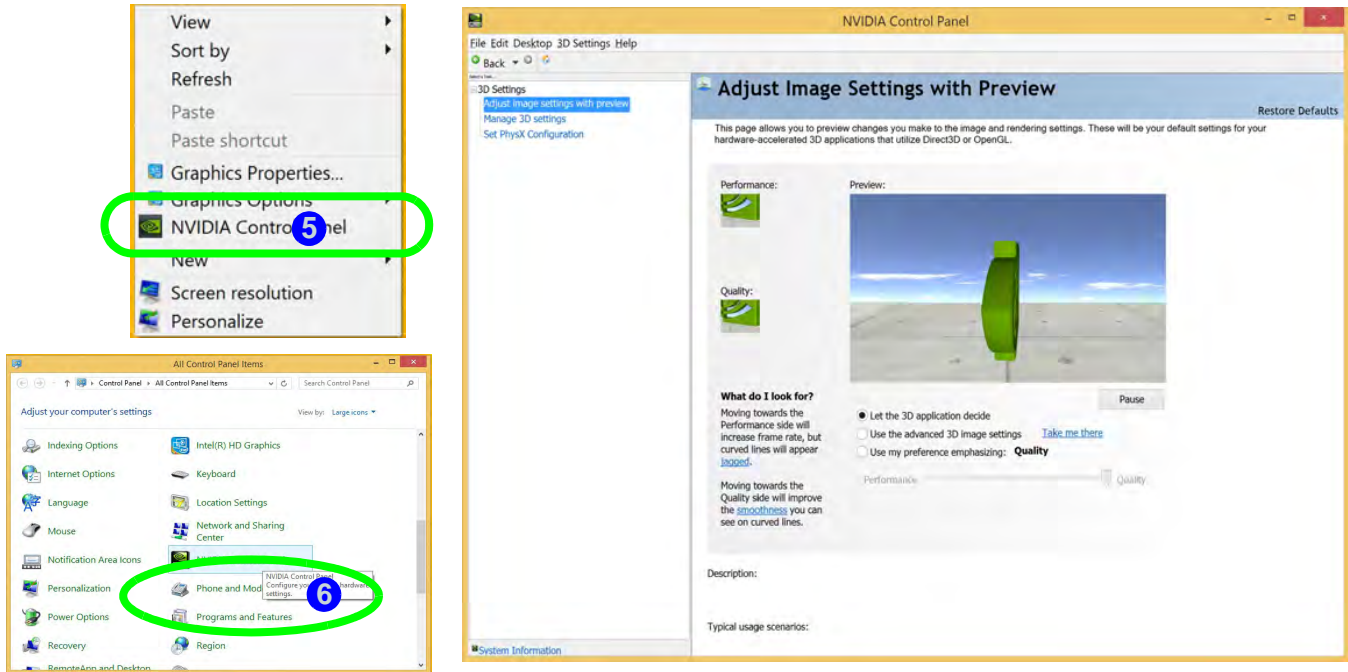 View
Sort by
Refresh
Paste
Paste shortcut
Graphics Properties...
Graphics Options
NVIDIA Contro nel
5
New
Screen resolution
Personalize
All Control Panel Items
Control Panel
All Control Panel Items
Search Control Panel
Adjust your computer's settings
View by: Large icons
Indexing Options
Intel(R) HD Graphics
Internet Options
Keyboard
Language
Location Settings
Mouse
Network and Sharing
Center
Notification Area Icons
NVIDIA Control Panel
Configure yo hardware
settings.
6
Personalization
Phone and Mod
Power Options
Programs and Features
Recovery
Region
RemoteApp and Desktop
NVIDIA Control Panel
File Edit Desktop 3D Settings Help
Back
3D Settings
Adjust image settings with preview
Manage 3D settings
Set PhysX Configuration
System Information
Adjust Image Settings with Preview
Restore Defaults
This page allows you to preview changes you make to the image and rendering settings. These will be your default settings for your
hardware-accelerated 3D applications that utilize Direct3D or OpenGL.
Performance:
Preview:
Quality:
What do I look for?
Moving towards the
Performance side will
increase frame rate, but
curved lines will appear
jagged.
Moving towards the
Quality side will improve
the smoothness you can
see on curved lines.
Pause
Let the 3D application decide
Use the advanced 3D image settings Take me there
Use my preference emphasizing: Quality
Performance Quality
Description:
Typical usage scenarios: